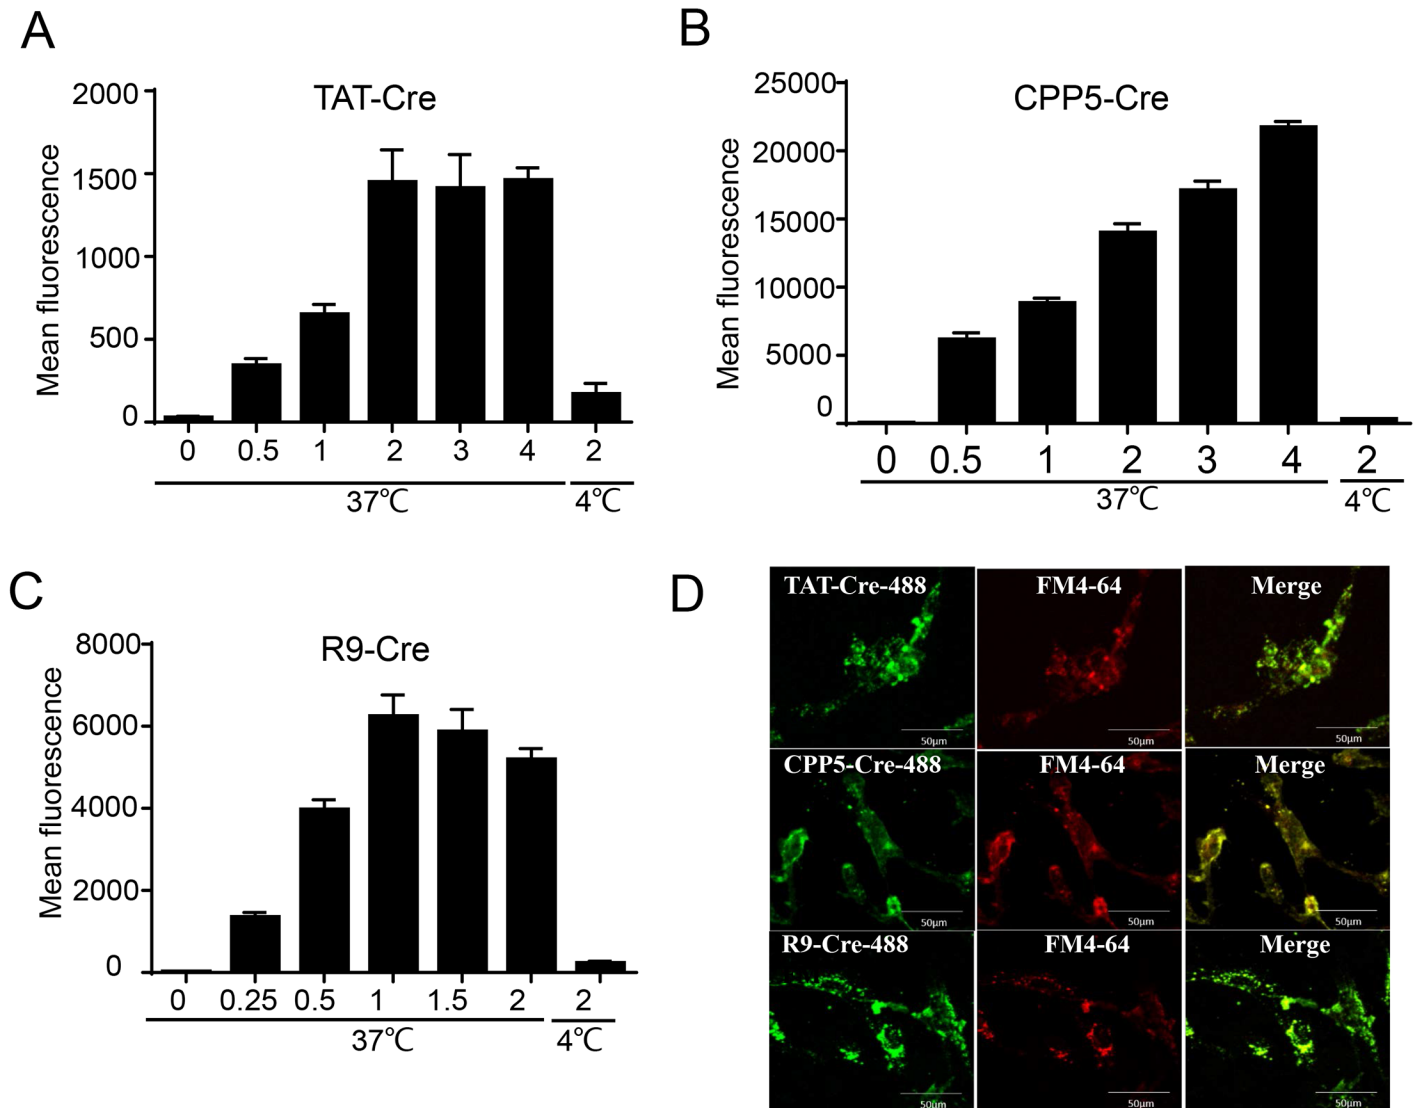 A
TAT-Cre
Mean fluorescence
2000
1500
1000
500
0
0 0.5 1 2 3 4 2
37℃ 4℃
B
CPP5-Cre
Mean fluorescence
25000
20000
15000
10000
5000
0
0 0.5 1 2 3 4 2
37℃ 4℃
C
R9-Cre
Mean fluorescence
8000
6000
4000
2000
0
0 0.25 0.5 1 1.5 2 2
37℃ 4℃
D
TAT-Cre-488 FM4-64 Merge
50μm 50μm 50μm
CPP5-Cre-488 FM4-64 Merge
50μm 50μm 50μm
R9-Cre-488 FM4-64 Merge
50μm 50μm 50μm